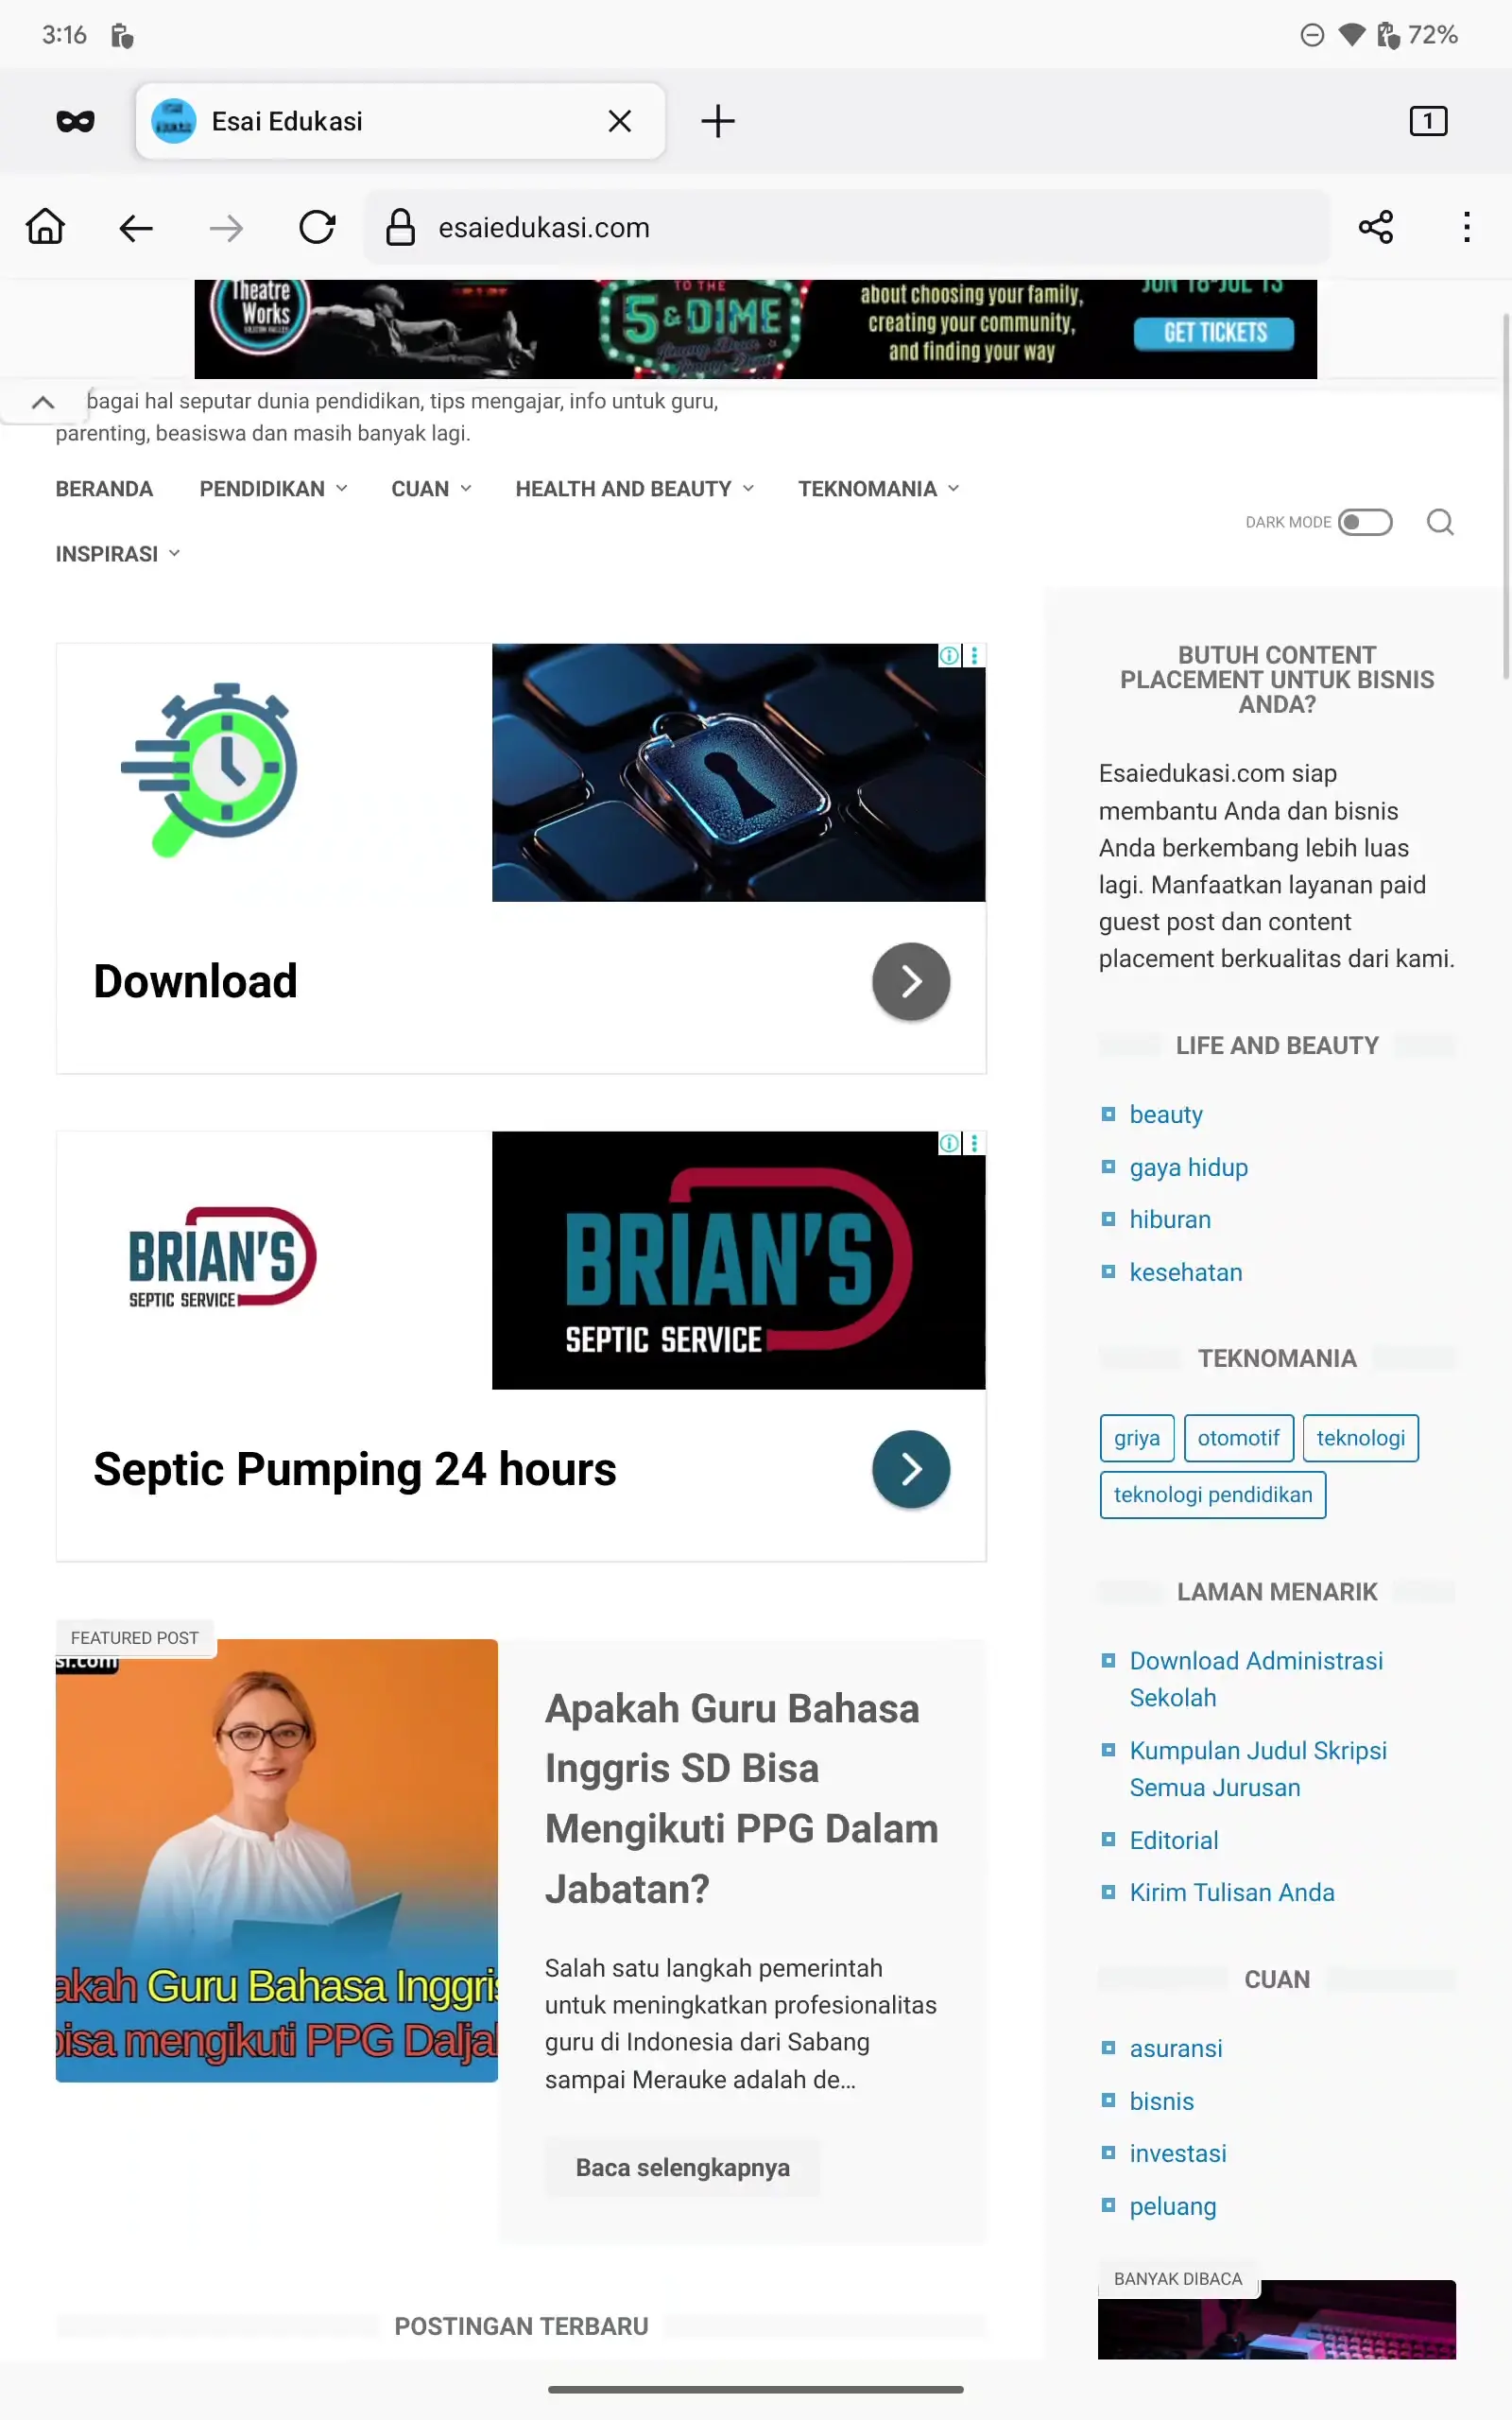 3:16
72%
Esai Edukasi
1
esaiedukasi.com
Theatre
Works
TO THE
5 & DIME
about choosing your family,
creating your community,
and finding your way
JUN 18-JUL 13
GET TICKETS
bagai hal seputar dunia pendidikan, tips mengajar, info untuk guru,
parenting, beasiswa dan masih banyak lagi.
BERANDA PENDIDIKAN CUAN HEALTH AND BEAUTY TEKNOMANIA
INSPIRASI
DARK MODE
Download
BRIAN'S
SEPTIC SERVICE
BRIAN'S
SEPTIC SERVICE
Septic Pumping 24 hours
FEATURED POST
si.com
akah Guru Bahasa Inggris
bisa mengikuti PPG Daljal
Apakah Guru Bahasa
Inggris SD Bisa
Mengikuti PPG Dalam
Jabatan?
Salah satu langkah pemerintah
untuk meningkatkan profesionalitas
guru di Indonesia dari Sabang
sampai Merauke adalah de…
Baca selengkapnya
POSTINGAN TERBARU
BUTUH CONTENT
PLACEMENT UNTUK BISNIS
ANDA?
Esaiedukasi.com siap
membantu Anda dan bisnis
Anda berkembang lebih luas
lagi. Manfaatkan layanan paid
guest post dan content
placement berkualitas dari kami.
LIFE AND BEAUTY
beauty
gaya hidup
hiburan
kesehatan
TEKNOMANIA
griya otomotif teknologi
teknologi pendidikan
LAMAN MENARIK
Download Administrasi
Sekolah
Kumpulan Judul Skripsi
Semua Jurusan
Editorial
Kirim Tulisan Anda
CUAN
asuransi
bisnis
investasi
peluang
BANYAK DIBACA